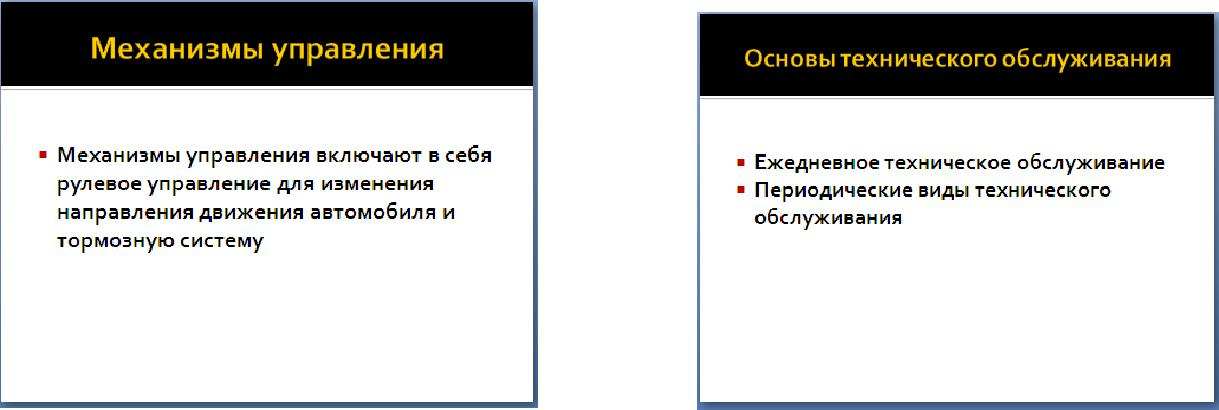 Механизмы управления
Механизмы управления включают в себя
рулевое управление для изменения
направления движения автомобиля и
тормозную систему
Основы технического обслуживания
Ежедневное техническое обслуживание
Периодические виды технического
обслуживания